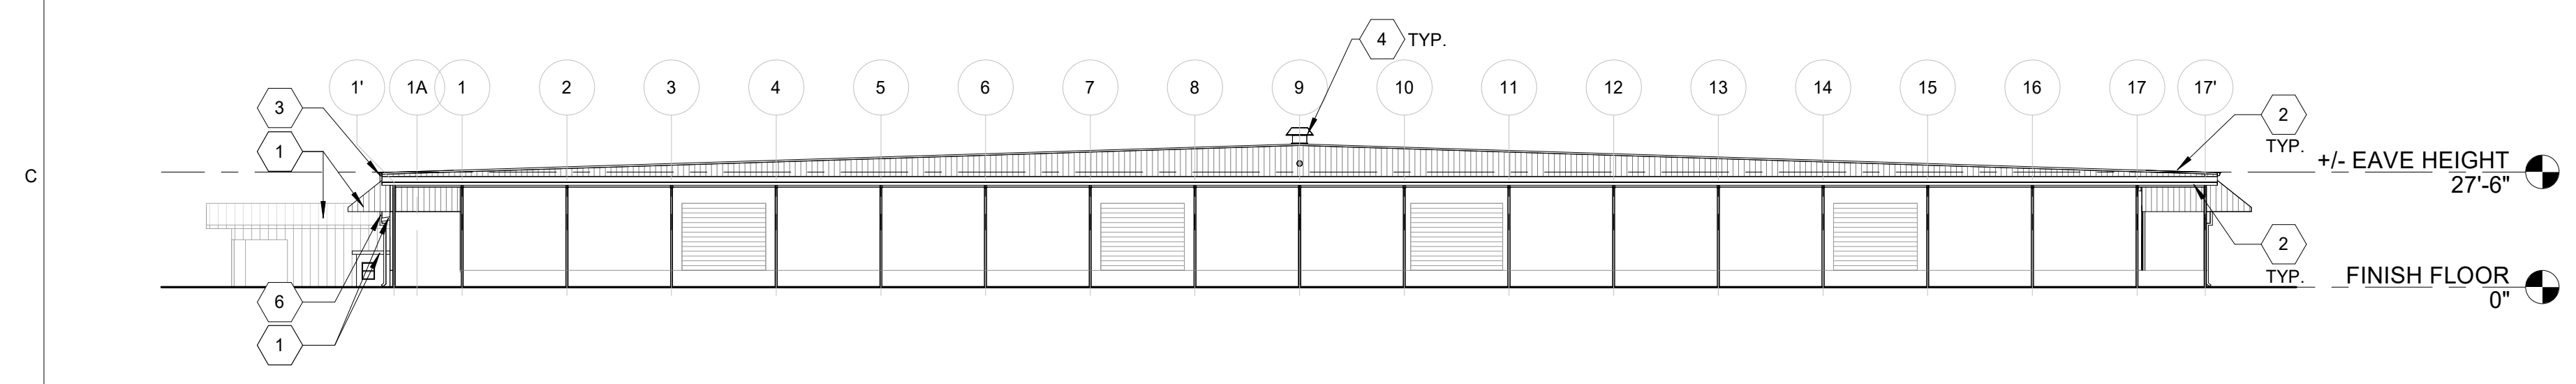 4 TYP.
1' 1A 1 2 3 4 5 6 7 8 9 10 11 12 13 14 15 16 17 17'
3
2
TYP.
1
+/- EAVE HEIGHT
27'-6"
C
2
TYP.
FINISH FLOOR
0"
6
1